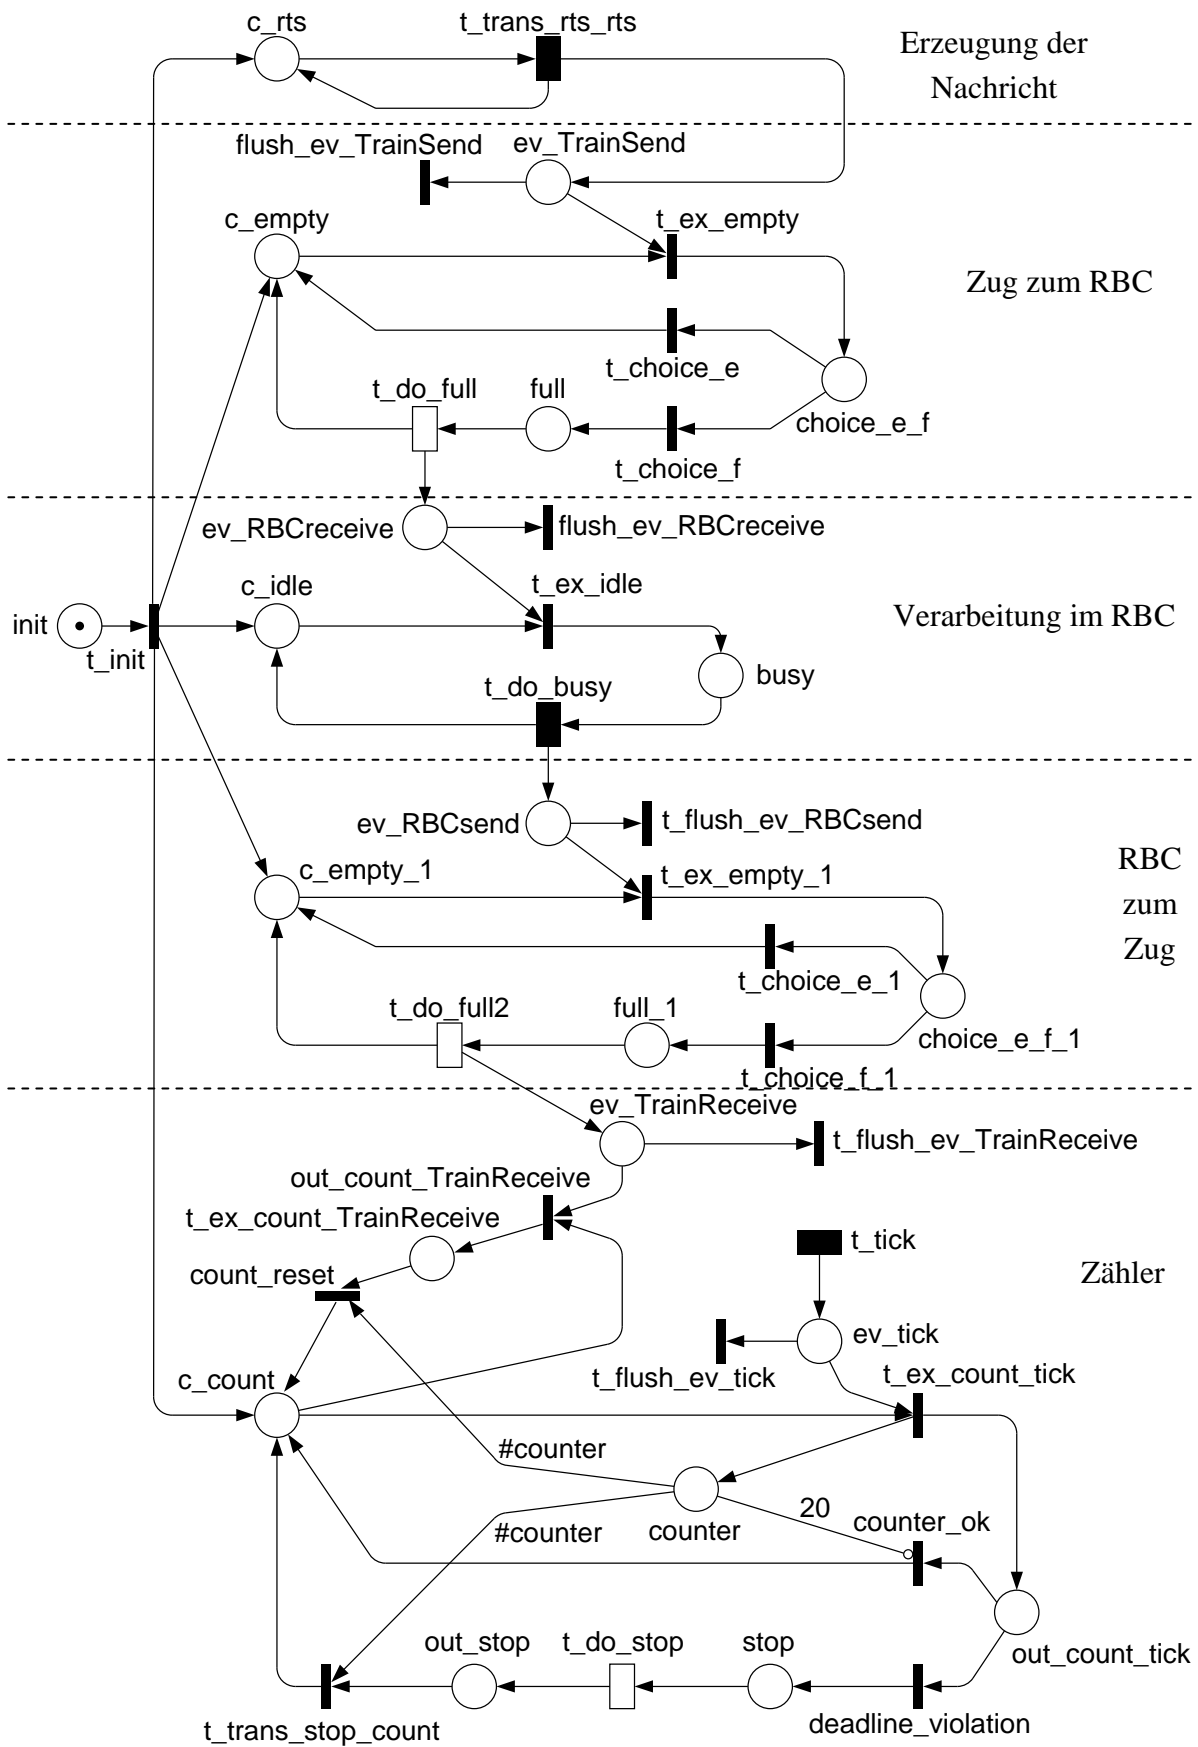 c_rts
t_trans_rts_rts
Erzeugung der
Nachricht
flush_ev_TrainSend
ev_TrainSend
c_empty
t_ex_empty
Zug zum RBC
t_choice_e
t_do_full
full
choice_e_f
t_choice_f
ev_RBCreceive
flush_ev_RBCreceive
c_idle
t_ex_idle
Verarbeitung im RBC
init
t_init
busy
t_do_busy
ev_RBCsend
t_flush_ev_RBCsend
c_empty_1
t_ex_empty_1
RBC
zum
Zug
t_choice_e_1
t_do_full2
full_1
choice_e_f_1
t_choice_f_1
ev_TrainReceive
t_flush_ev_TrainReceive
out_count_TrainReceive
t_ex_count_TrainReceive
t_tick
count_reset
Zähler
ev_tick
c_count
t_flush_ev_tick
t_ex_count_tick
#counter
20
counter_ok
#counter
counter
out_stop
t_do_stop
stop
out_count_tick
t_trans_stop_count
deadline_violation